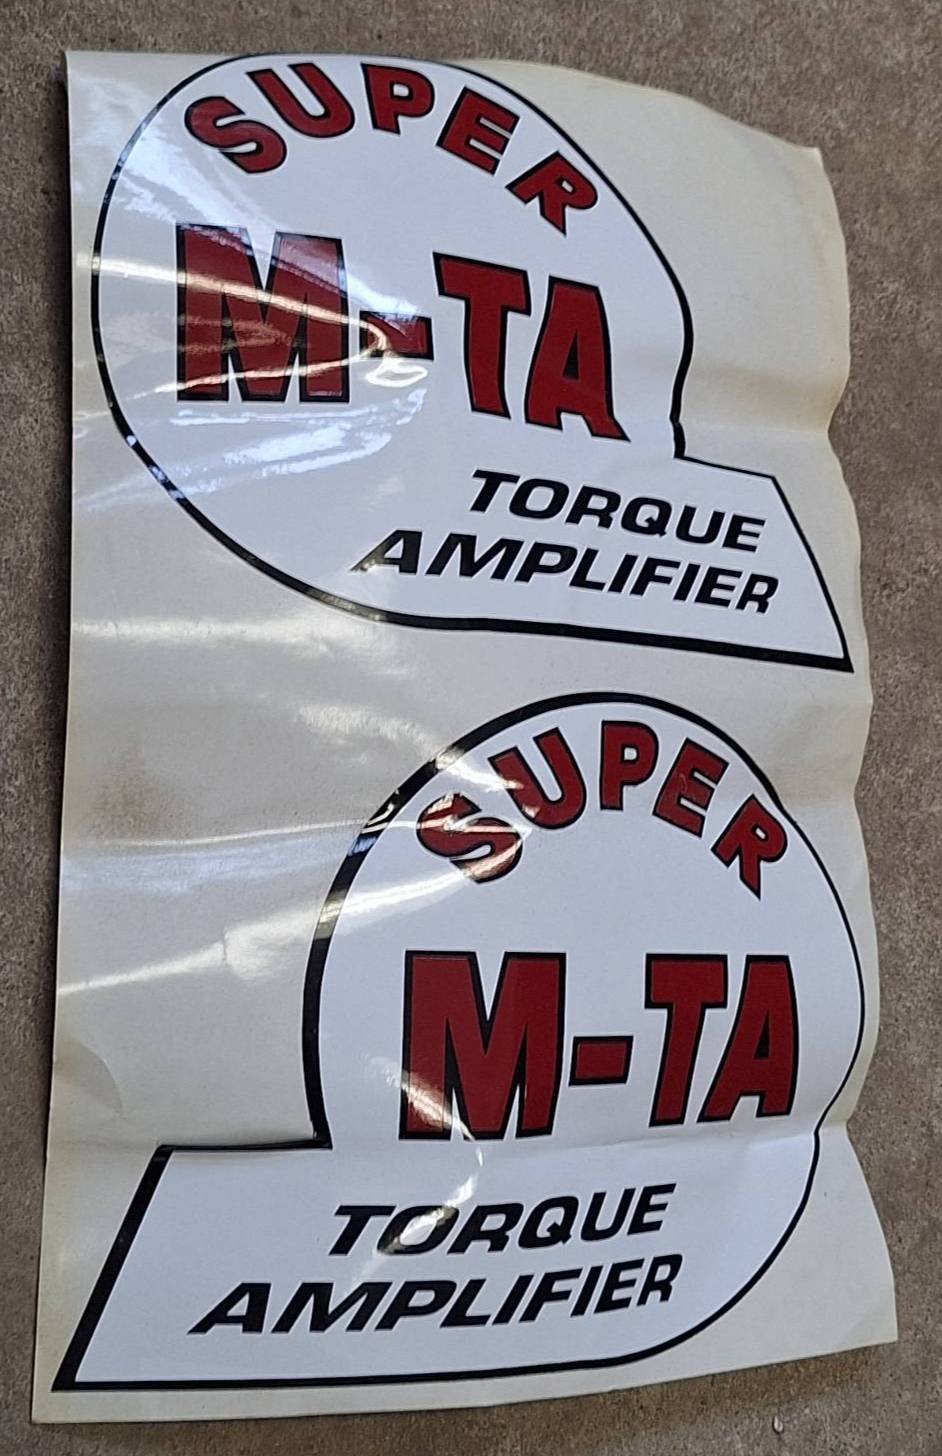 SUPER
M-TA
TORQUE
AMPLIFIER
SUPER
M-TA
TORQUE
AMPLIFIER